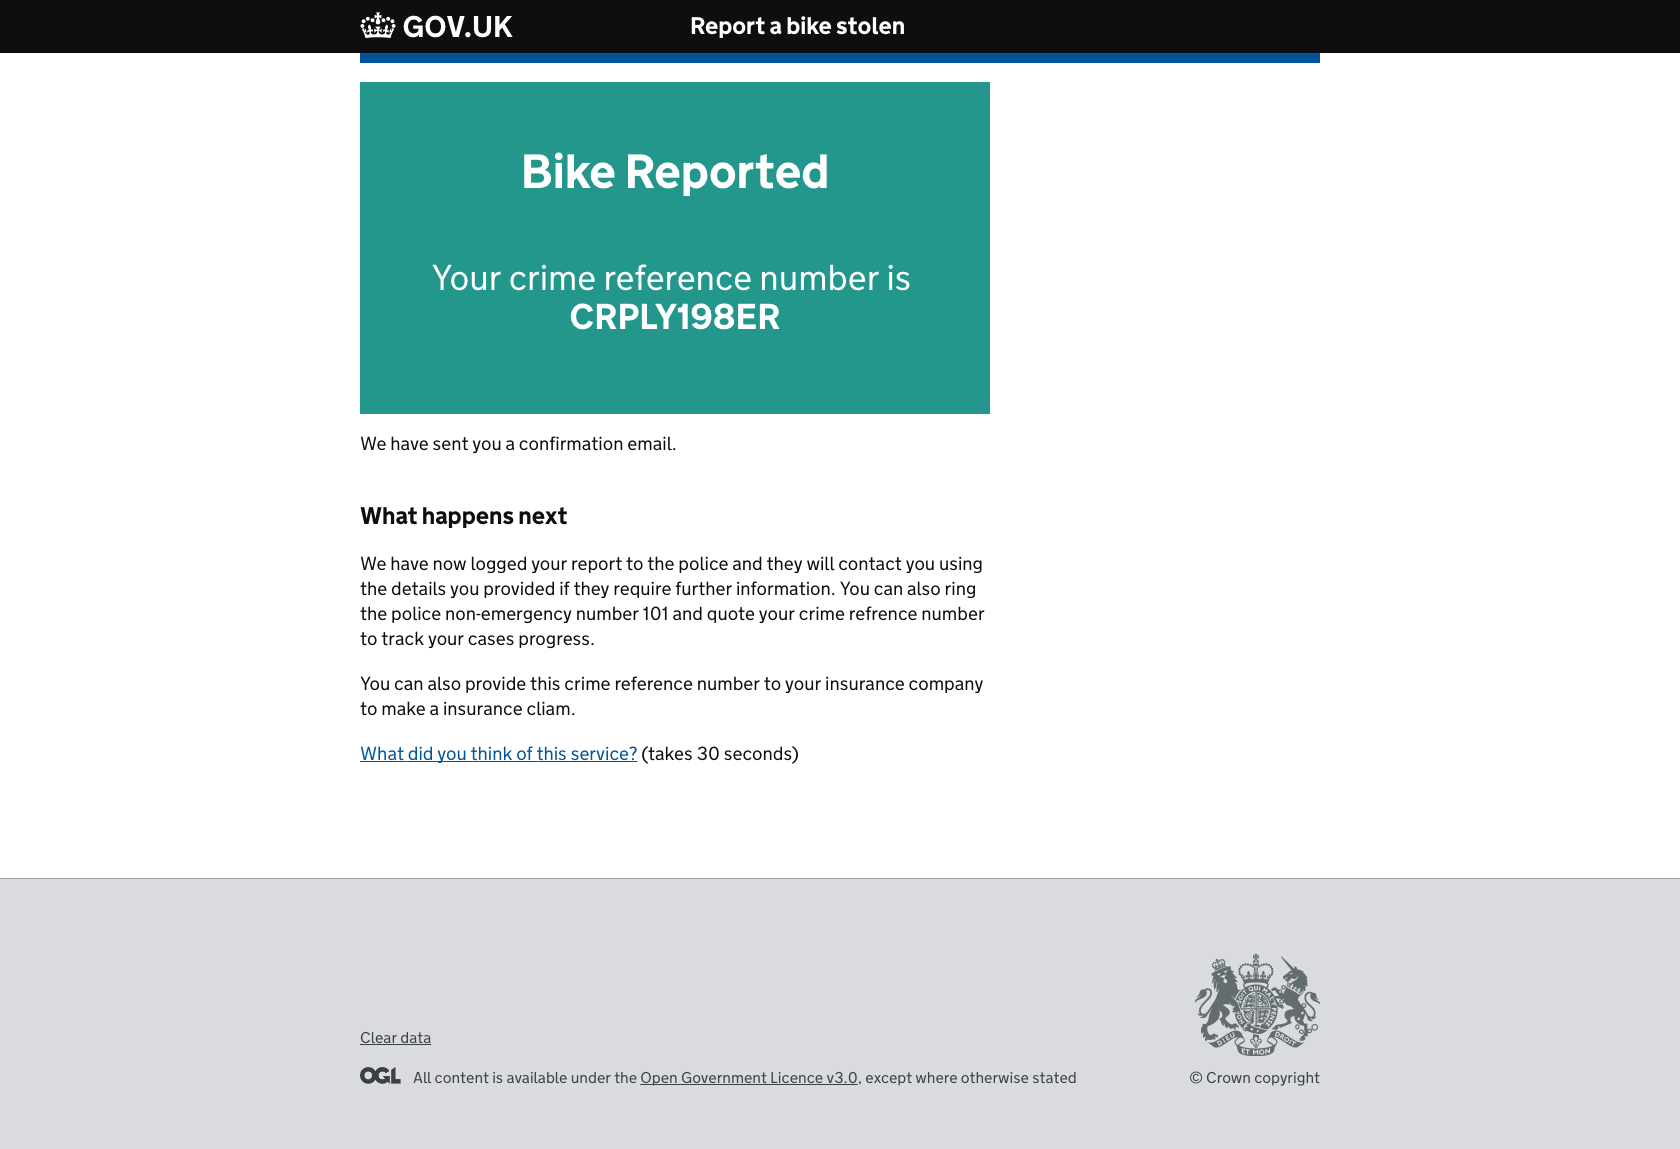 GOV.UK
Report a bike stolen
Bike Reported
Your crime reference number is
CRPLY198ER
We have sent you a confirmation email.
What happens next
We have now logged your report to the police and they will contact you using
the details you provided if they require further information. You can also ring
the police non-emergency number 101 and quote your crime refrence number
to track your cases progress.
You can also provide this crime reference number to your insurance company
to make a insurance cliam.
What did you think of this service? (takes 30 seconds)
Clear data
OGL All content is available under the Open Government Licence v3.0, except where otherwise stated
DIEU ET MON DROIT
© Crown copyright